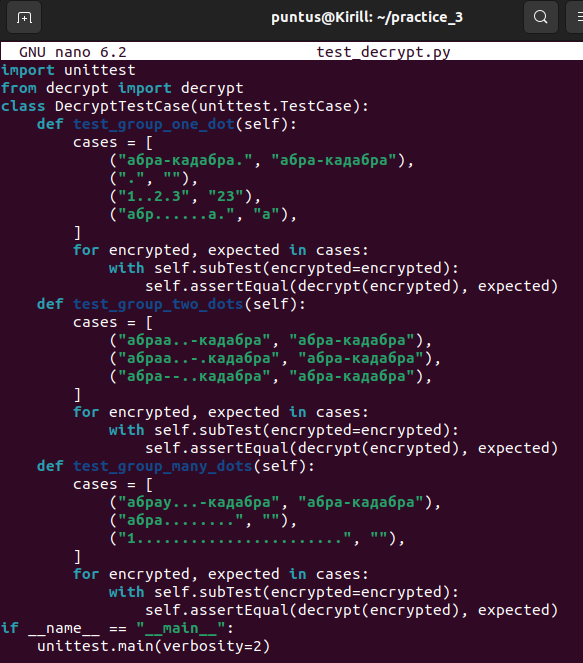 puntus@Kirill: ~/practice_3
GNU nano 6.2 test_decrypt.py
import unittest
from decrypt import decrypt
class DecryptTestCase(unittest.TestCase):
    def test_group_one_dot(self):
        cases = [
            ("абра-кадабра.", "абра-кадабра"),
            (".", ""),
            ("1..2.3", "23"),
            ("абр......а.", "а"),
        ]
        for encrypted, expected in cases:
            with self.subTest(encrypted=encrypted):
                self.assertEqual(decrypt(encrypted), expected)
    def test_group_two_dots(self):
        cases = [
            ("абраа..-кадабра", "абра-кадабра"),
            ("абраа..-.кадабра", "абра-кадабра"),
            ("абра--..кадабра", "абра-кадабра"),
        ]
        for encrypted, expected in cases:
            with self.subTest(encrypted=encrypted):
                self.assertEqual(decrypt(encrypted), expected)
    def test_group_many_dots(self):
        cases = [
            ("абрау...-кадабра", "абра-кадабра"),
            ("абра........", ""),
            ("1.......................", ""),
        ]
        for encrypted, expected in cases:
            with self.subTest(encrypted=encrypted):
                self.assertEqual(decrypt(encrypted), expected)
if __name__ == "__main__":
    unittest.main(verbosity=2)